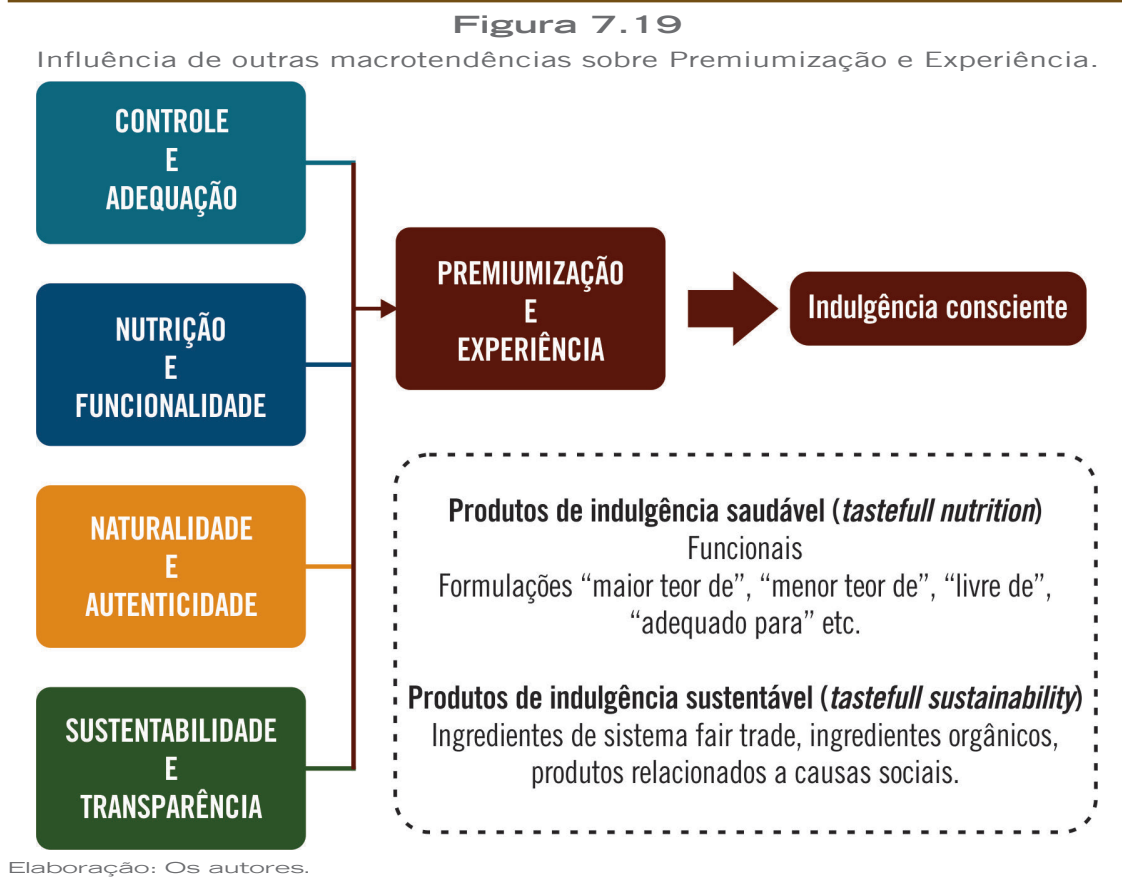 Figura 7.19
Influência de outras macrotendências sobre Premiumização e Experiência.
CONTROLE
E
ADEQUAÇÃO
NUTRIÇÃO
E
FUNCIONALIDADE
NATURALIDADE
E
AUTENTICIDADE
SUSTENTABILIDADE
E
TRANSPARÊNCIA
PREMIUMIZAÇÃO
E
EXPERIÊNCIA
Indulgência consciente
Produtos de indulgência saudável (tastefull nutrition)
Funcionais
Formulações “maior teor de”, “menor teor de”, “livre de”,
“adequado para” etc.
Produtos de indulgência sustentável (tastefull sustainability)
Ingredientes de sistema fair trade, ingredientes orgânicos,
produtos relacionados a causas sociais.
Elaboração: Os autores.